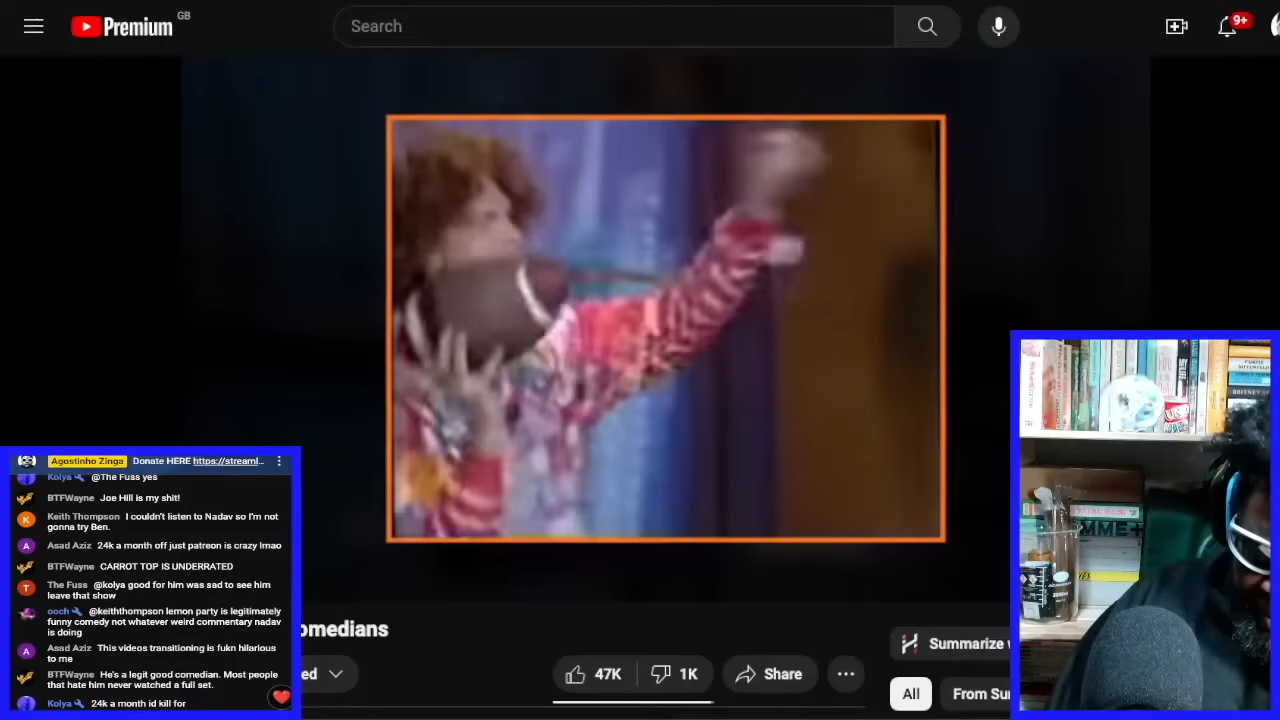 Premium GB
Search
9+
Agostinho Zinga Donate HERE https://streaml...
Kolya @The Fuss yes
BTFWayne Joe Hill is my shit!
Keith Thompson I couldn't listen to Nadav so I'm not
gonna try Ben.
Asad Aziz 24k a month off just patreon is crazy lmao
BTFWayne CARROT TOP IS UNDERRATED
The Fuss @kolya good for him was sad to see him
leave that show
ooch @keiththompson lemon party is legitimately
funny comedy not whatever weird commentary nadav
is doing
Asad Aziz This videos transitioning is fukn hilarious
to me
BTFWayne He's a legit good comedian. Most people
that hate him never watched a full set.
Kolya 24k a month id kill for
omedians
ed
47K
1K
Share
...
Summarize
All
From Su